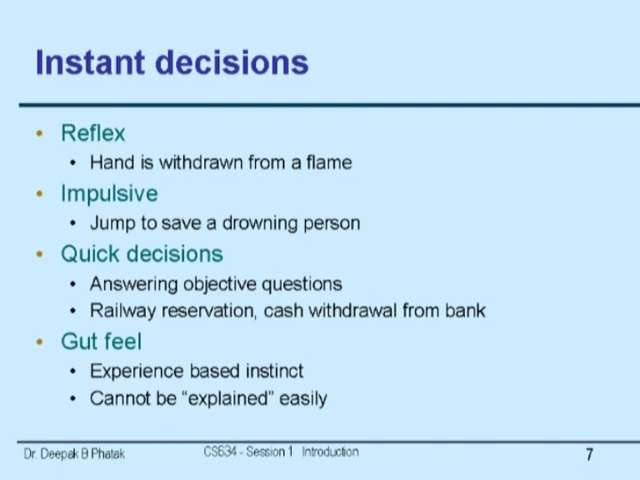 Instant decisions
• Reflex
• Hand is withdrawn from a flame
• Impulsive
• Jump to save a drowning person
• Quick decisions
• Answering objective questions
• Railway reservation, cash withdrawal from bank
• Gut feel
• Experience based instinct
• Cannot be “explained” easily
Dr. Deepak B Phatak CS634 - Session 1 Introduction 7